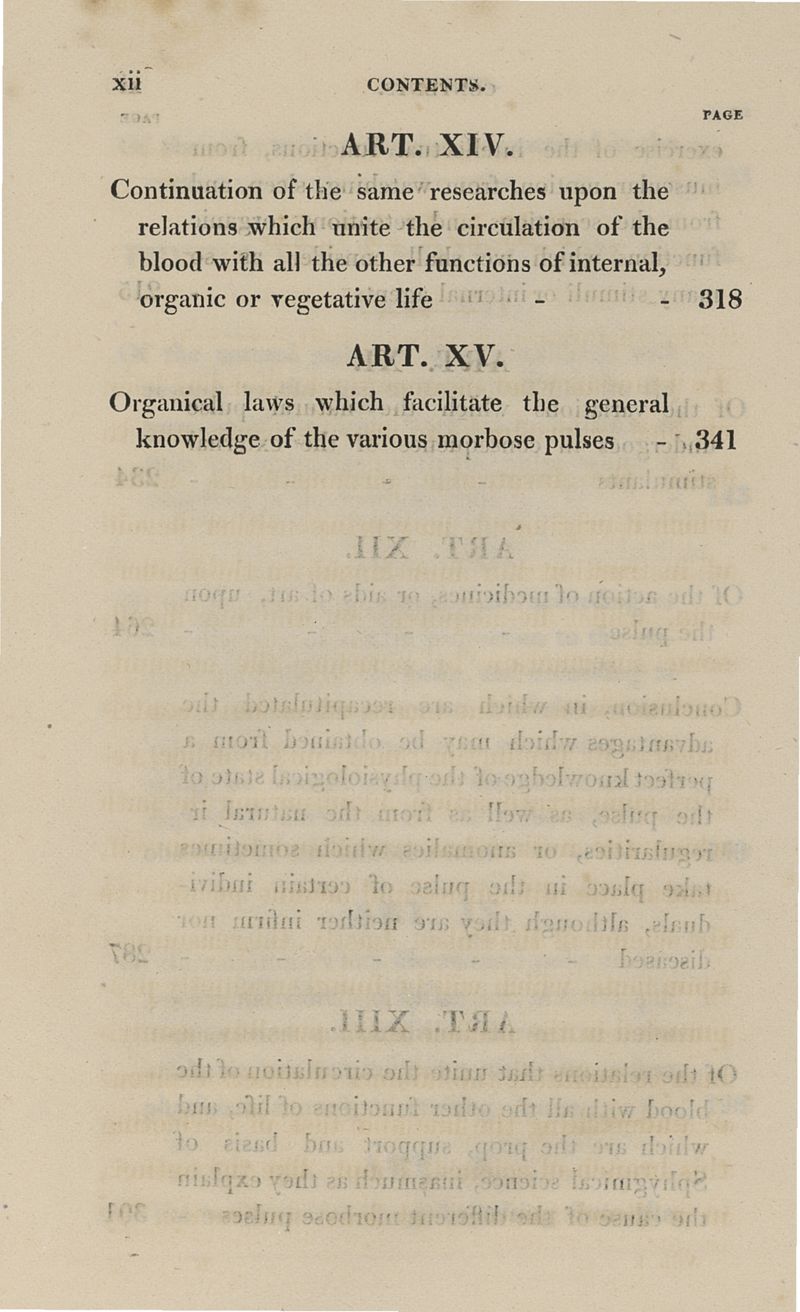 xii CONTENTS.
PAGE
ART. XIV.
Continuation of the same researches upon the
relations which unite the circulation of the
blood with all the other functions of internal,
organic or vegetative life - - 318
ART. XV.
Organical laws which facilitate the general
knowledge of the various morbose pulses - 341